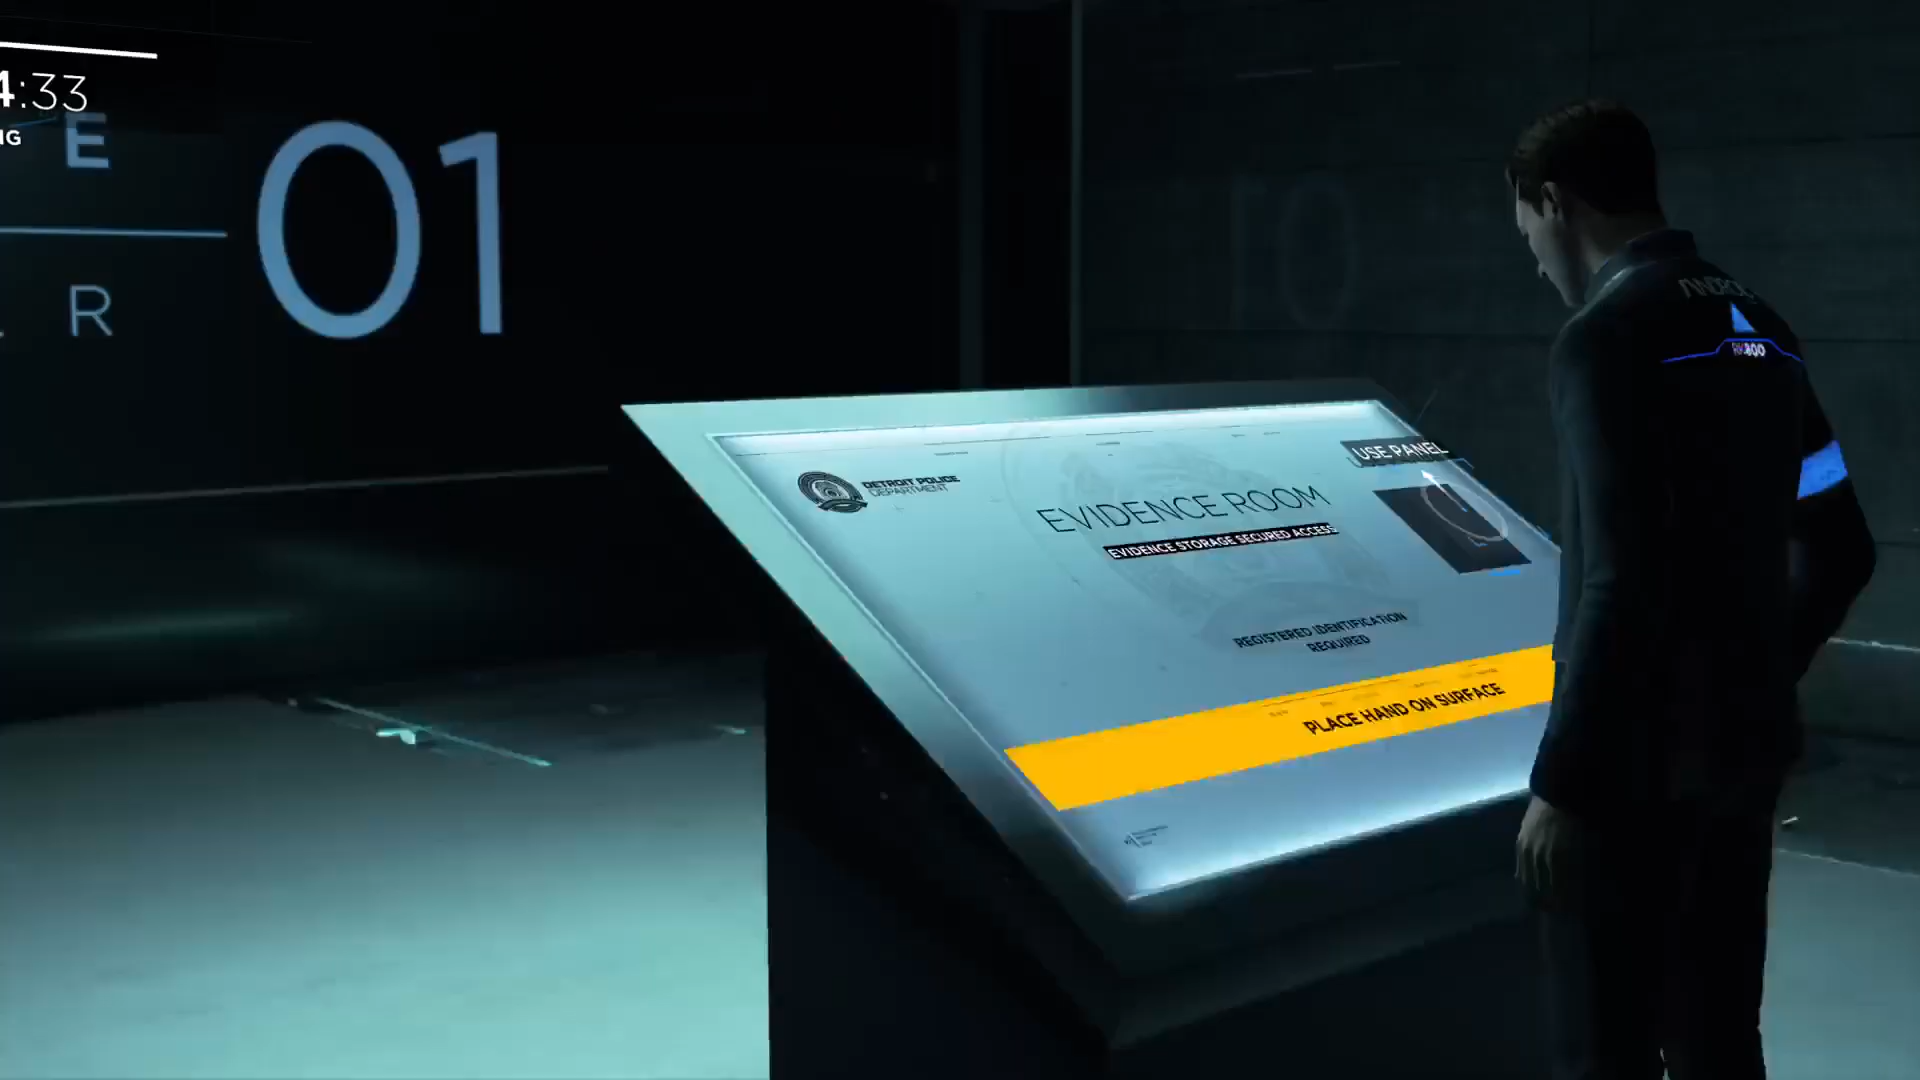 4:33
NG
E
01
R
DETROIT POLICE
DEPARTMENT
EVIDENCE ROOM
EVIDENCE STORAGE SECURED ACCESS
USE PANEL
REGISTERED IDENTIFICATION
REQUIRED
PLACE HAND ON SURFACE
RK800